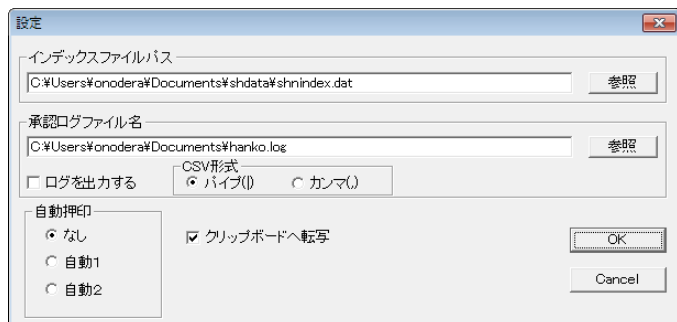 設定
インデックスファイルパス
C:¥Users¥onodera¥Documents¥shdata¥shnindex.dat
参照
承認ログファイル名
C:¥Users¥onodera¥Documents¥hanko.log
参照
ログを出力する
CSV形式
パイプ(|)
カンマ(,)
自動押印
なし
自動1
自動2
クリップボードへ転写
OK
Cancel